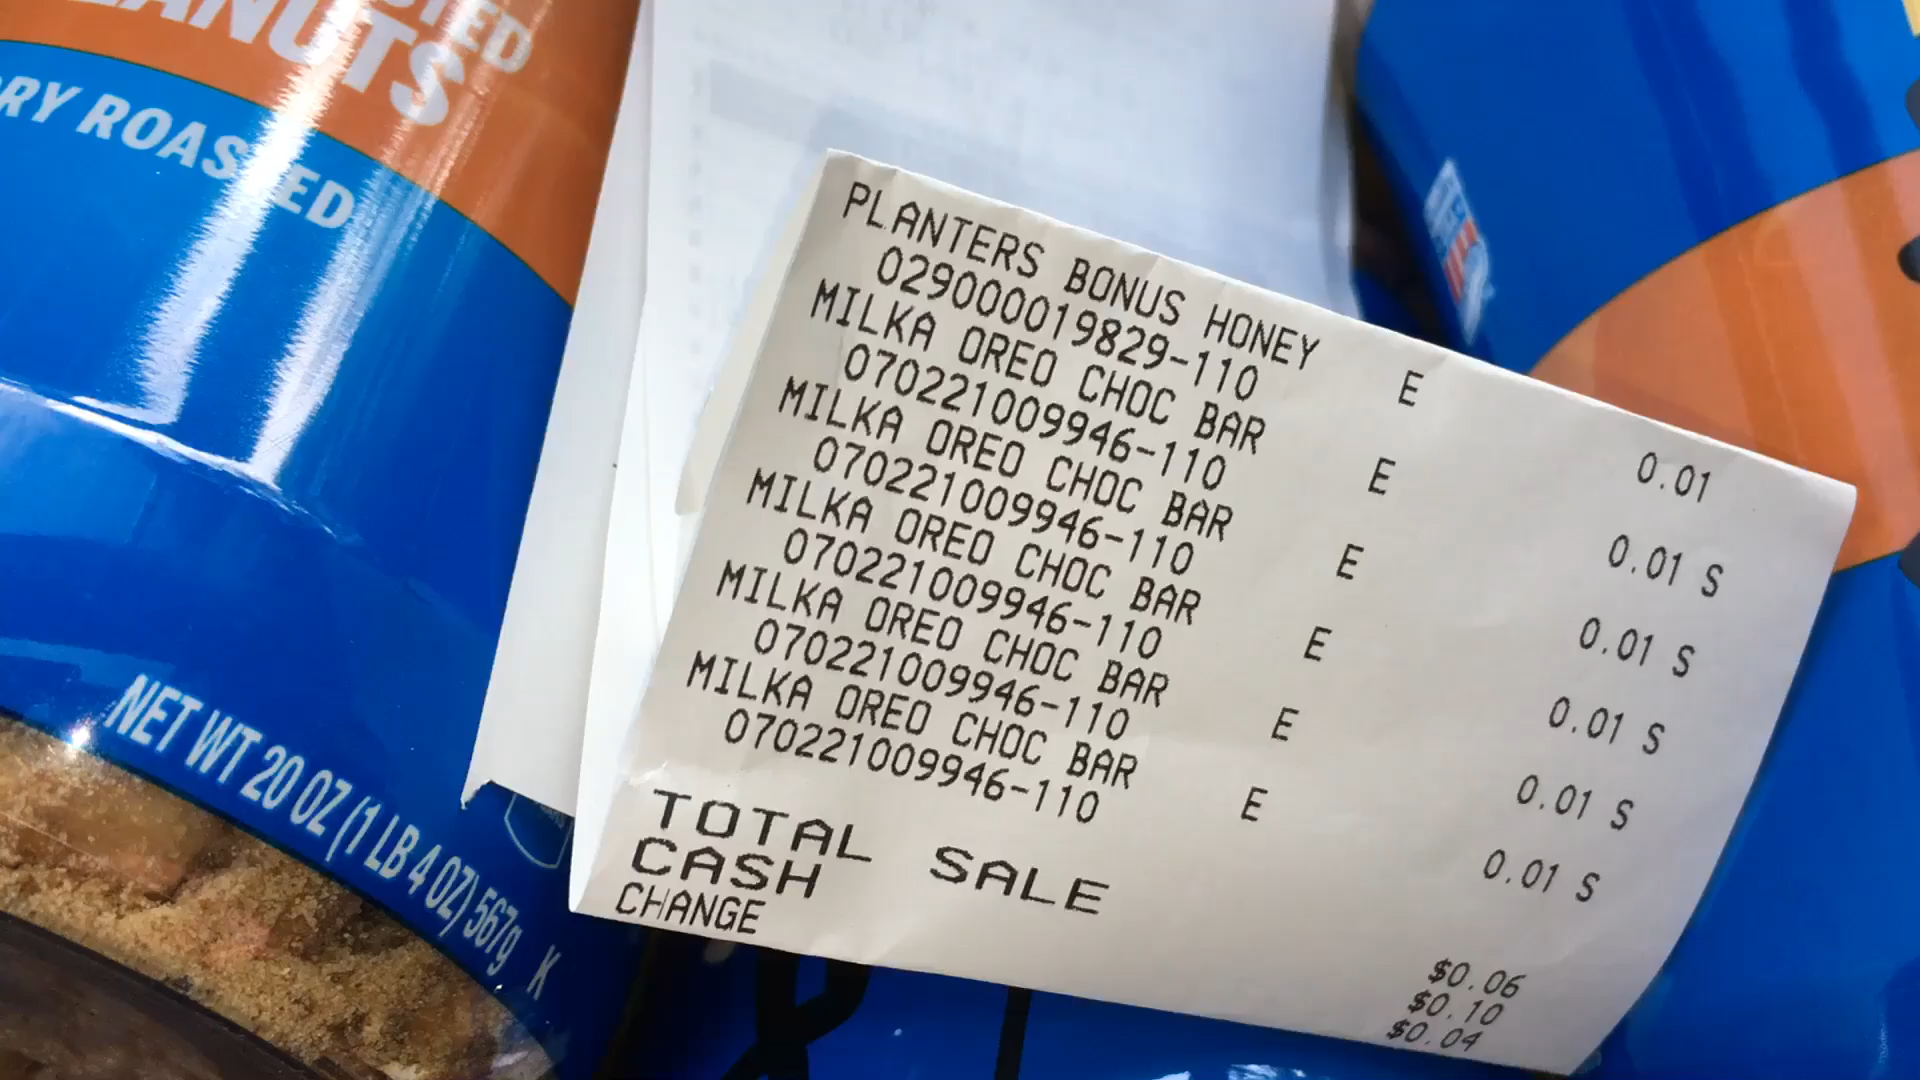 PEANUTS
DRY ROASTED
NET WT 20 OZ (1 LB 4 OZ) 567g K
PLANTERS BONUS HONEY E 0.01
029000019829-110
MILKA OREO CHOC BAR E 0.01 S
070221009946-110
MILKA OREO CHOC BAR E 0.01 S
070221009946-110
MILKA OREO CHOC BAR E 0.01 S
070221009946-110
MILKA OREO CHOC BAR E 0.01 S
070221009946-110
MILKA OREO CHOC BAR E 0.01 S
070221009946-110
TOTAL SALE $0.06
CASH $0.10
CHANGE $0.04